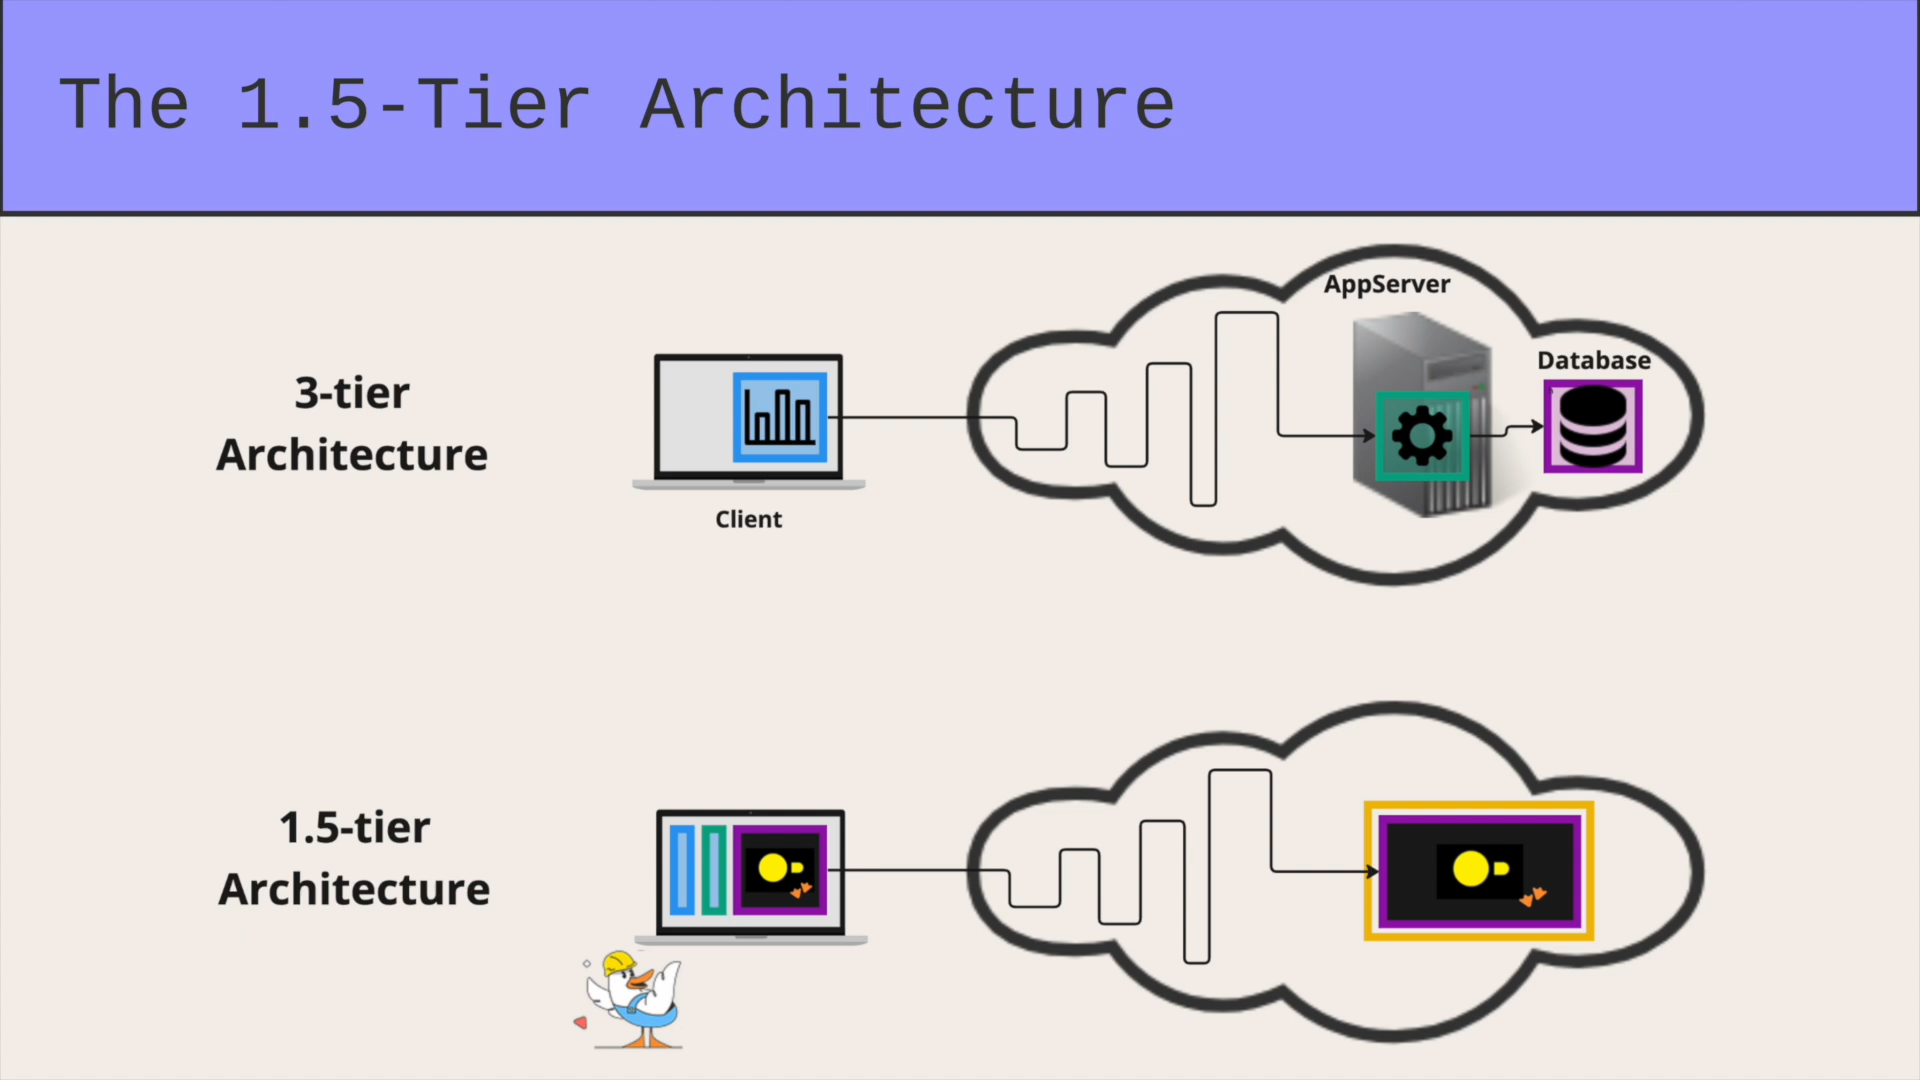 The 1.5-Tier Architecture
AppServer
Database
3-tier
Architecture
Client
1.5-tier
Architecture